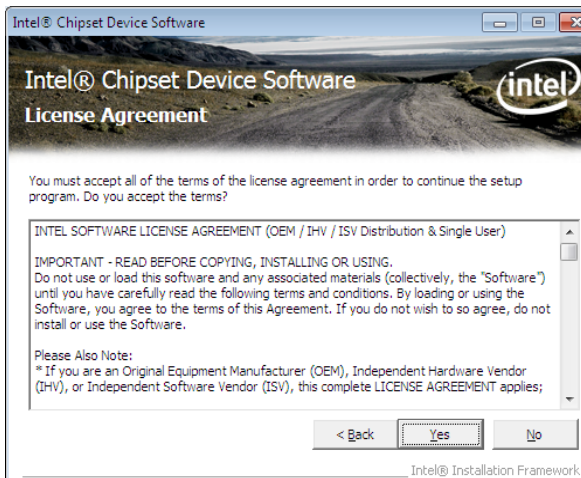 Intel® Chipset Device Software
Intel® Chipset Device Software
intel
License Agreement
You must accept all of the terms of the license agreement in order to continue the setup
program. Do you accept the terms?
INTEL SOFTWARE LICENSE AGREEMENT (OEM / IHV / ISV Distribution & Single User)
IMPORTANT - READ BEFORE COPYING, INSTALLING OR USING.
Do not use or load this software and any associated materials (collectively, the "Software")
until you have carefully read the following terms and conditions. By loading or using the
Software, you agree to the terms of this Agreement. If you do not wish to so agree, do not
install or use the Software.
Please Also Note:
* If you are an Original Equipment Manufacturer (OEM), Independent Hardware Vendor
(IHV), or Independent Software Vendor (ISV), this complete LICENSE AGREEMENT applies;
< Back Yes No
Intel® Installation Framework